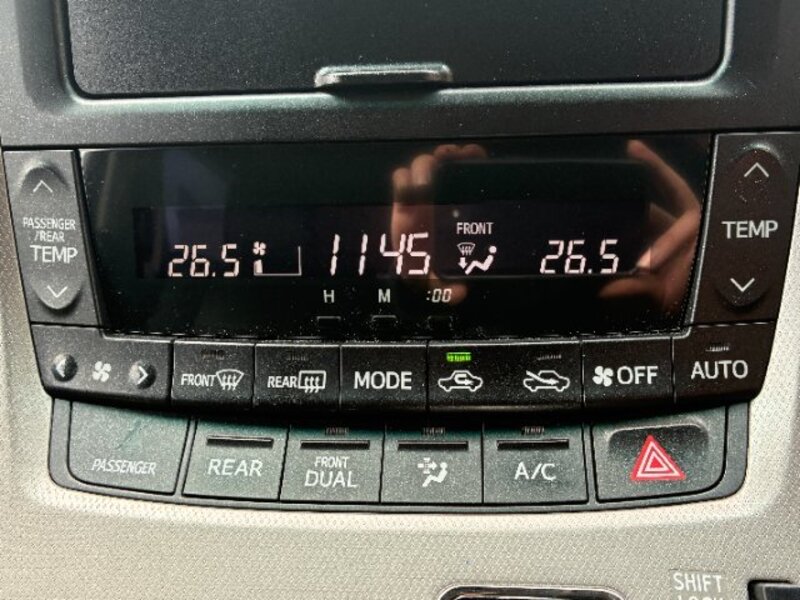 PASSENGER
/REAR
TEMP
FRONT
TEMP
26.5 1145 26.5
H M :00
FRONT REAR MODE OFF AUTO
PASSENGER REAR FRONT
DUAL A/C
SHIFT
LOCK